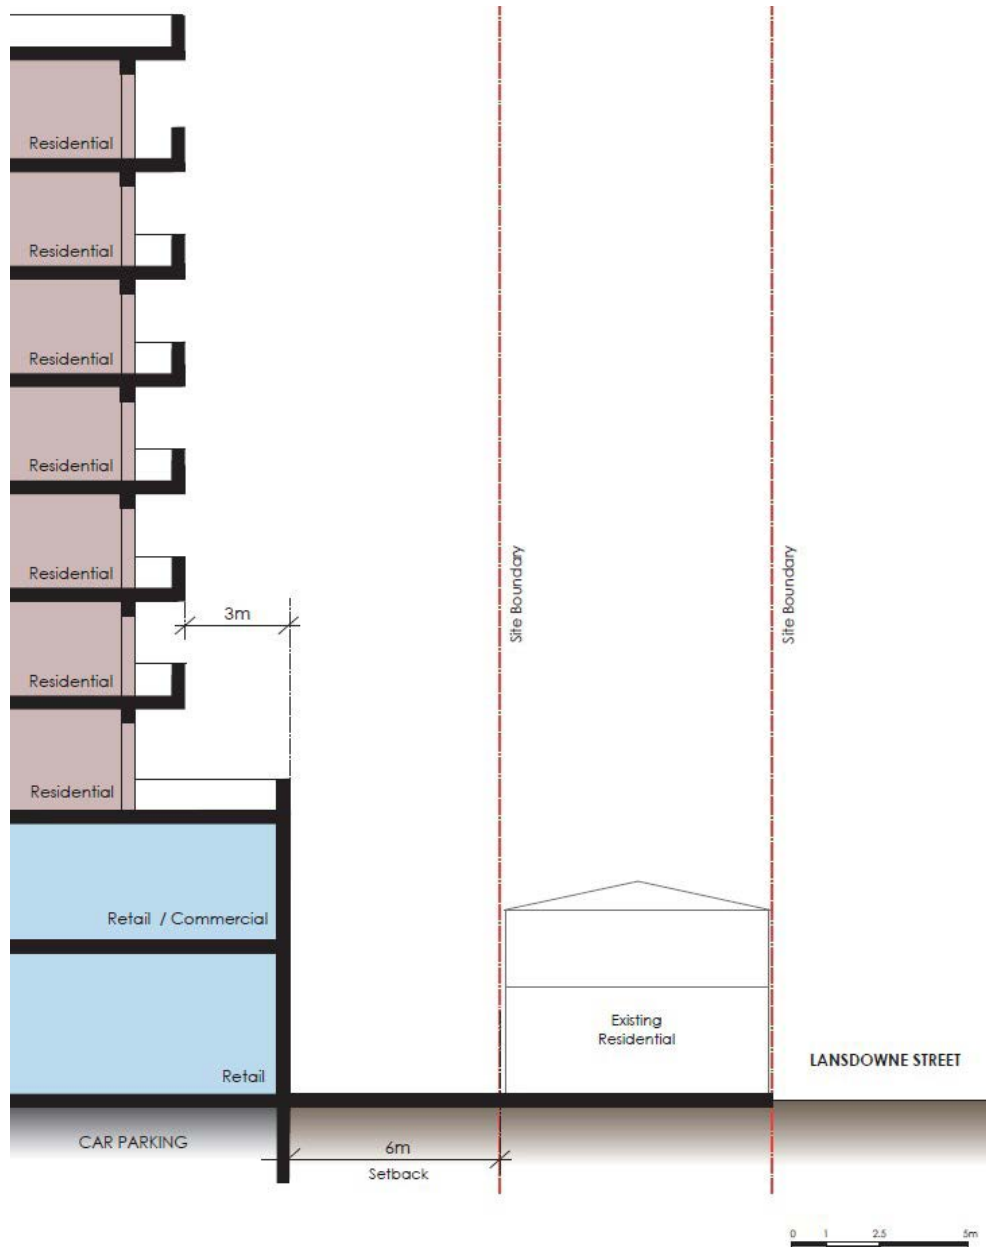 Residential
Residential
Residential
Residential
Residential
3m
Site Boundary
Site Boundary
Residential
Residential
Retail / Commercial
Existing
Residential
LANSDOWNE STREET
Retail
CAR PARKING
6m
Setback
0 1 2.5 5m